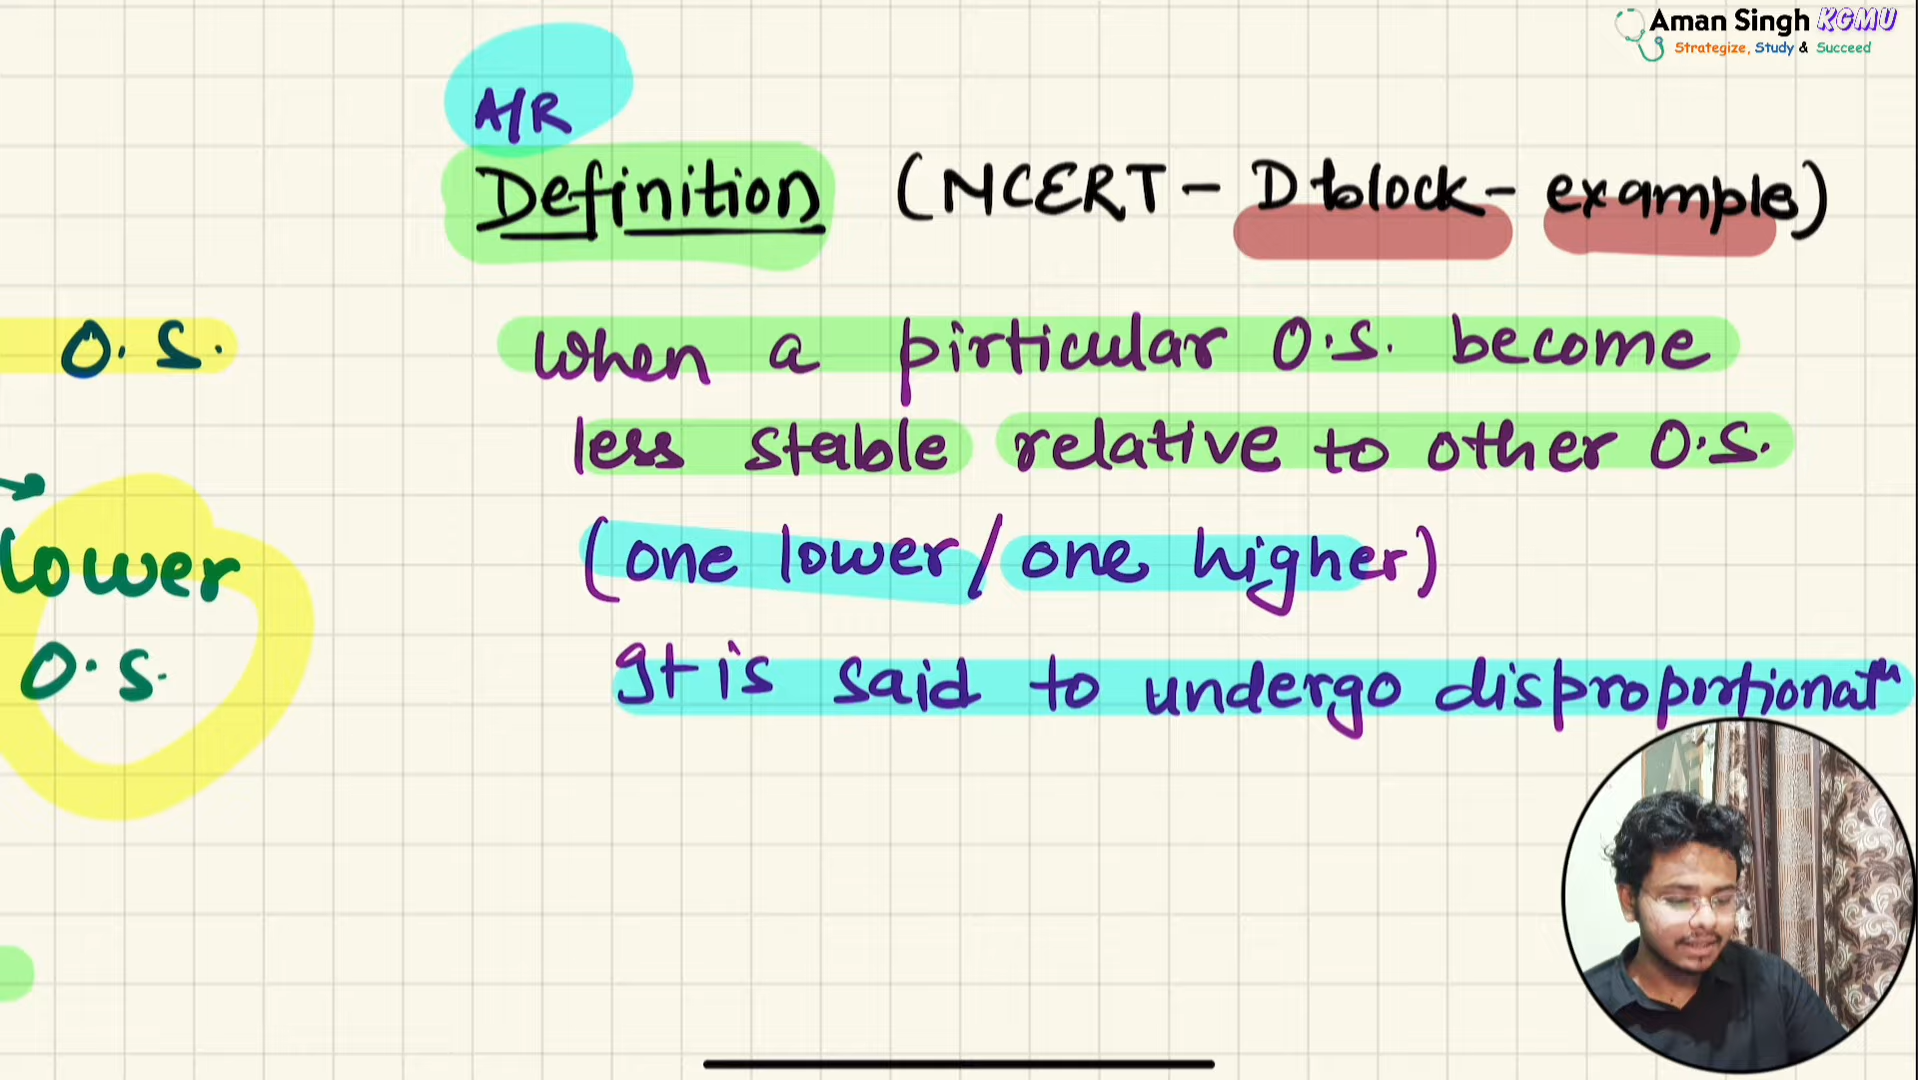 Aman Singh KGMU
Strategize, Study & Succeed
A/R
Definition (NCERT - D block - example)
O.S.
When a pirticular O.S. become
less stable relative to other O.S.
(one lower/one higher)
lower
O.S.
It is said to undergo disproportionatn